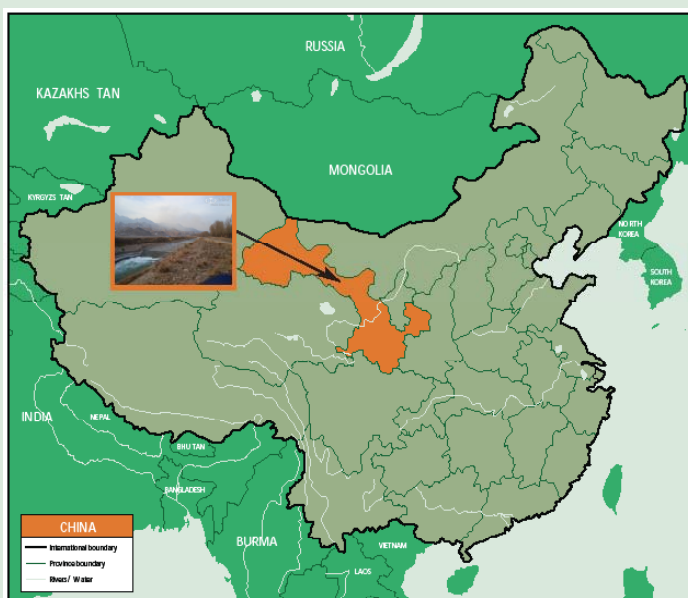 RUSSIA
KAZAKHS TAN
MONGOLIA
KYRGYZS TAN
NORTH
KOREA
SOUTH
KOREA
INDIA
NEPAL
BHU TAN
BANGLADESH
BURMA
VIETNAM
LAOS
CHINA
International boundary
Province boundary
Rivers/ Water